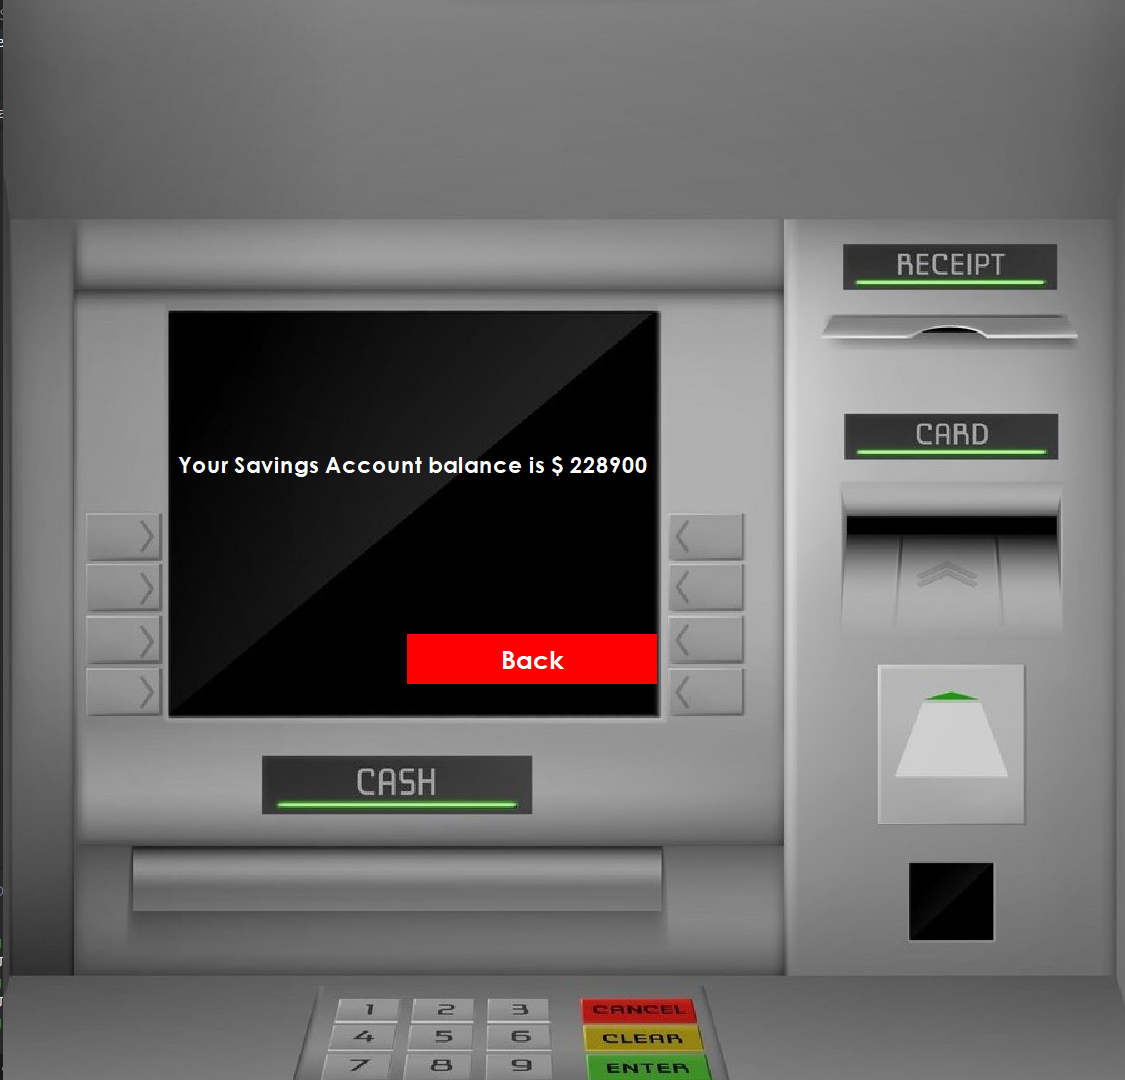 RECEIPT
CARD
Your Savings Account balance is $ 228900
Back
CASH
1 2 3 CANCEL
4 5 6 CLEAR
7 8 9 ENTER